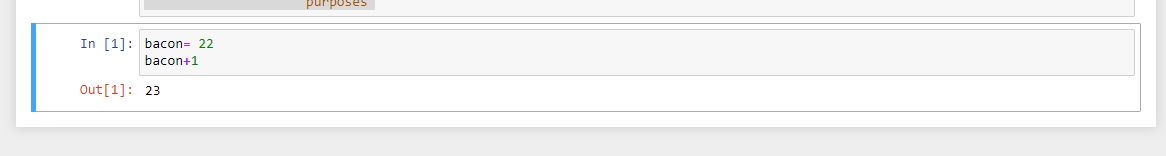 purposes
In [1]: bacon= 22
bacon+1
Out[1]: 23